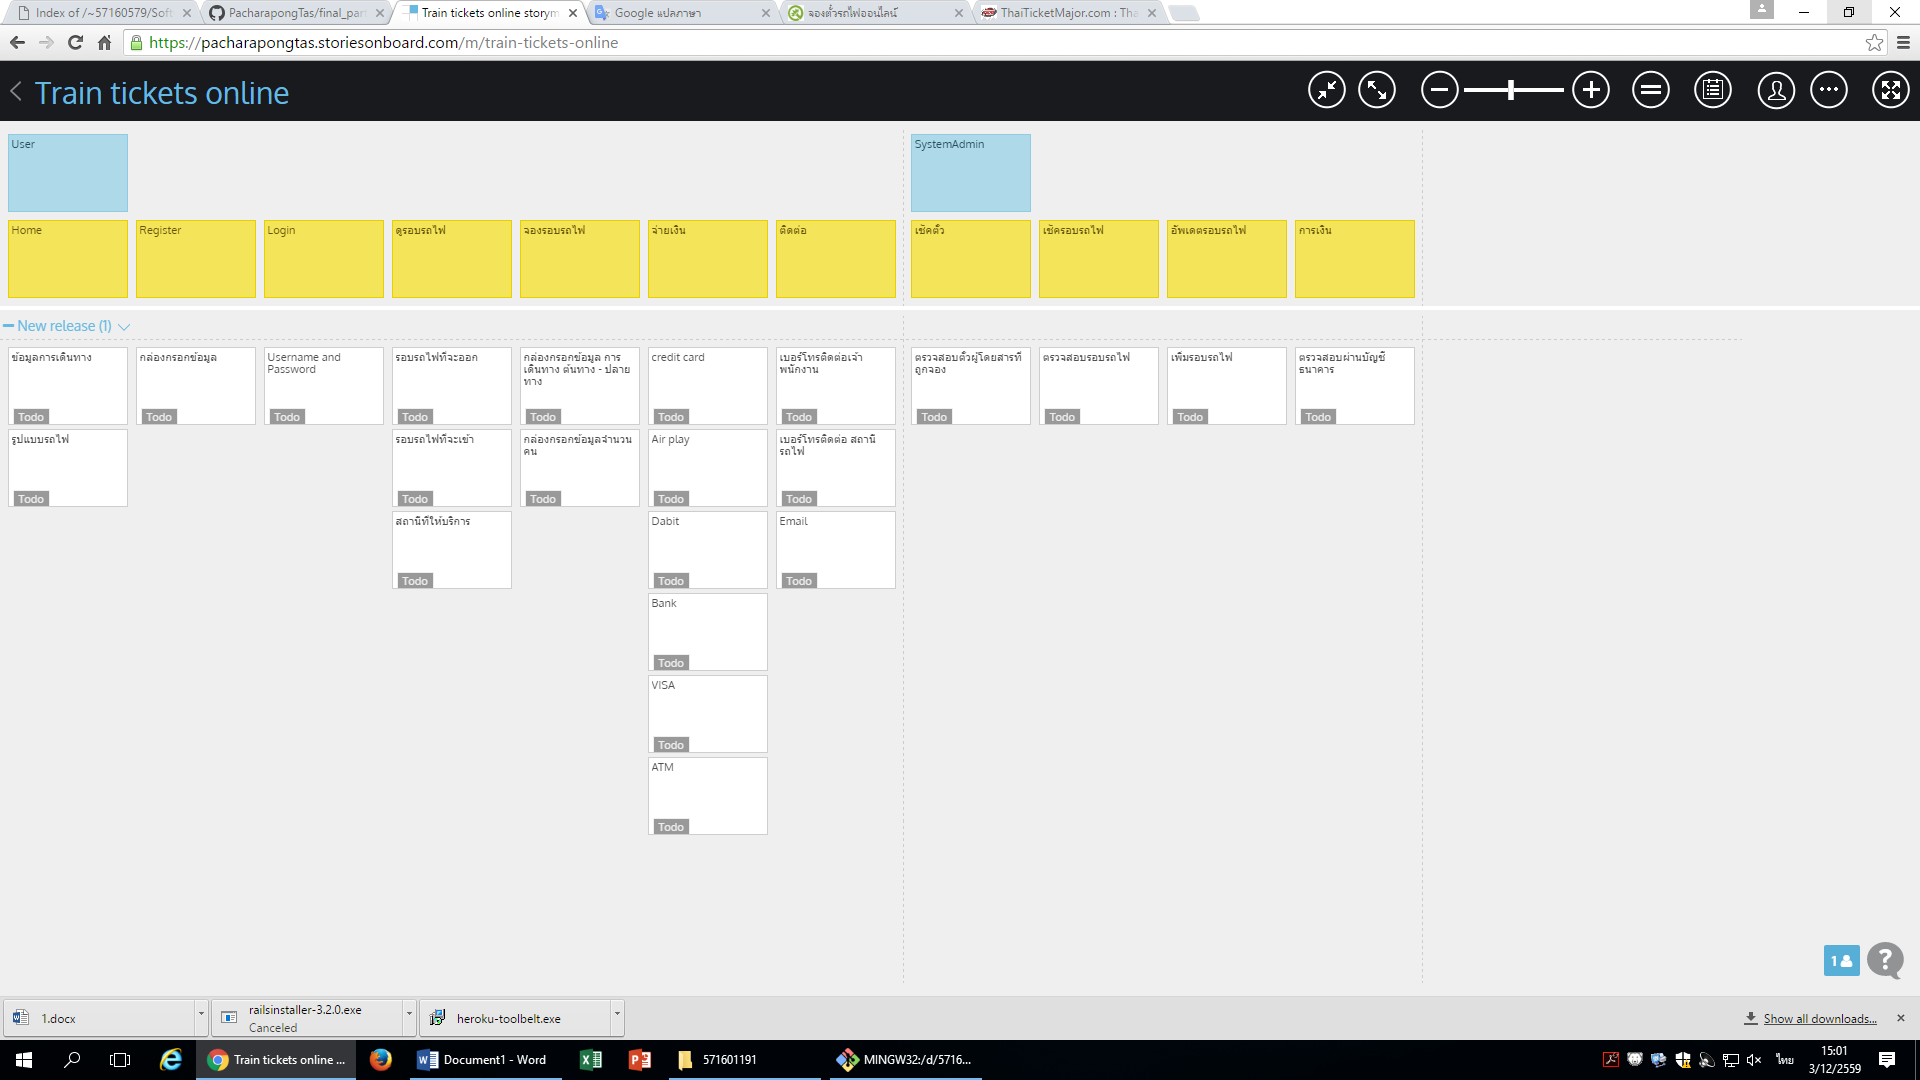 Index of /~57160579/Soft
PacharapongTas/final_par
Train tickets online storym
Google แปลภาษา
จองตั๋วรถไฟออนไลน์
ThaiTicketMajor.com : Tha
https://pacharapongtas.storiesonboard.com/m/train-tickets-online
Train tickets online
User
SystemAdmin
Home
Register
Login
ดูรอบรถไฟ
จองรอบรถไฟ
จ่ายเงิน
ติดต่อ
เช้คตั๋ว
เช้ครอบรถไฟ
อัพเดตรอบรถไฟ
การเงิน
New release (1)
ข้อมูลการเดินทาง
Todo
กล่องกรอกข้อมูล
Todo
Username and
Password
Todo
รอบรถไฟที่จะออก
Todo
กล่องกรอกข้อมูล การ
เดินทาง ต้นทาง - ปลาย
ทาง
Todo
credit card
Todo
เบอร์โทรติดต่อเจ้า
พนักงาน
Todo
ตรวจสอบตั๋วผู้โดยสารที่
ถูกจอง
Todo
ตรวจสอบรอบรถไฟ
Todo
เพิ่มรอบรถไฟ
Todo
ตรวจสอบผ่านบัญชี
ธนาคาร
Todo
รูปแบบรถไฟ
Todo
รอบรถไฟที่จะเข้า
Todo
กล่องกรอกข้อมูลจำนวน
คน
Todo
Air play
Todo
เบอร์โทรติดต่อ สถานี
รถไฟ
Todo
สถานีที่ให้บริการ
Todo
Dabit
Todo
Email
Todo
Bank
Todo
VISA
Todo
ATM
Todo
1
?
1.docx
railsinstaller-3.2.0.exe
Canceled
heroku-toolbelt.exe
Show all downloads...
Train tickets online ...
Document1 - Word
571601191
MINGW32:/d/5716...
ไทย
15:01
3/12/2559